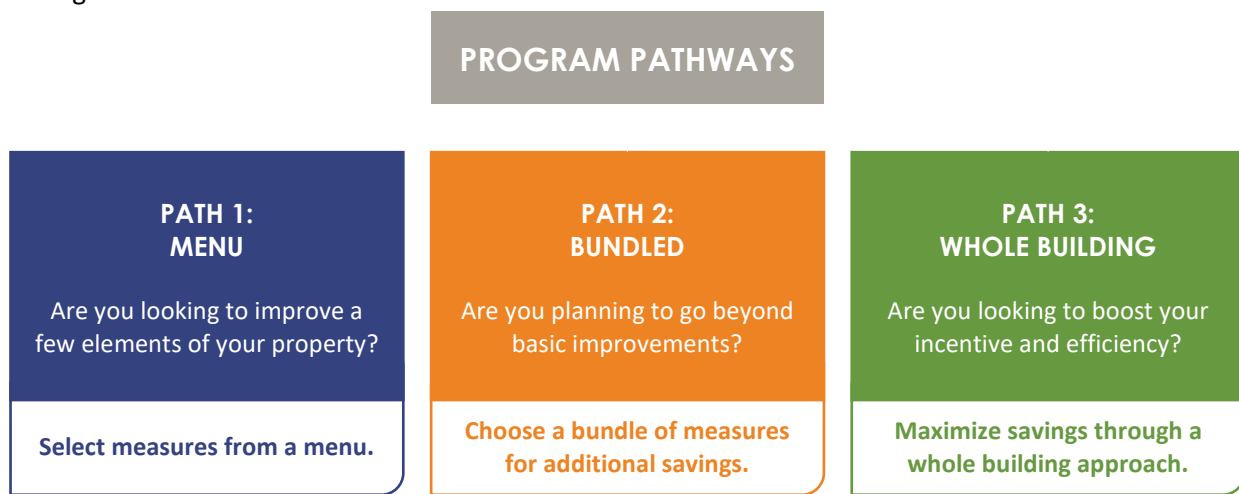 PROGRAM PATHWAYS
PATH 1:
MENU
Are you looking to improve a
few elements of your property?
Select measures from a menu.
PATH 2:
BUNDLED
Are you planning to go beyond
basic improvements?
Choose a bundle of measures
for additional savings.
PATH 3:
WHOLE BUILDING
Are you looking to boost your
incentive and efficiency?
Maximize savings through a
whole building approach.